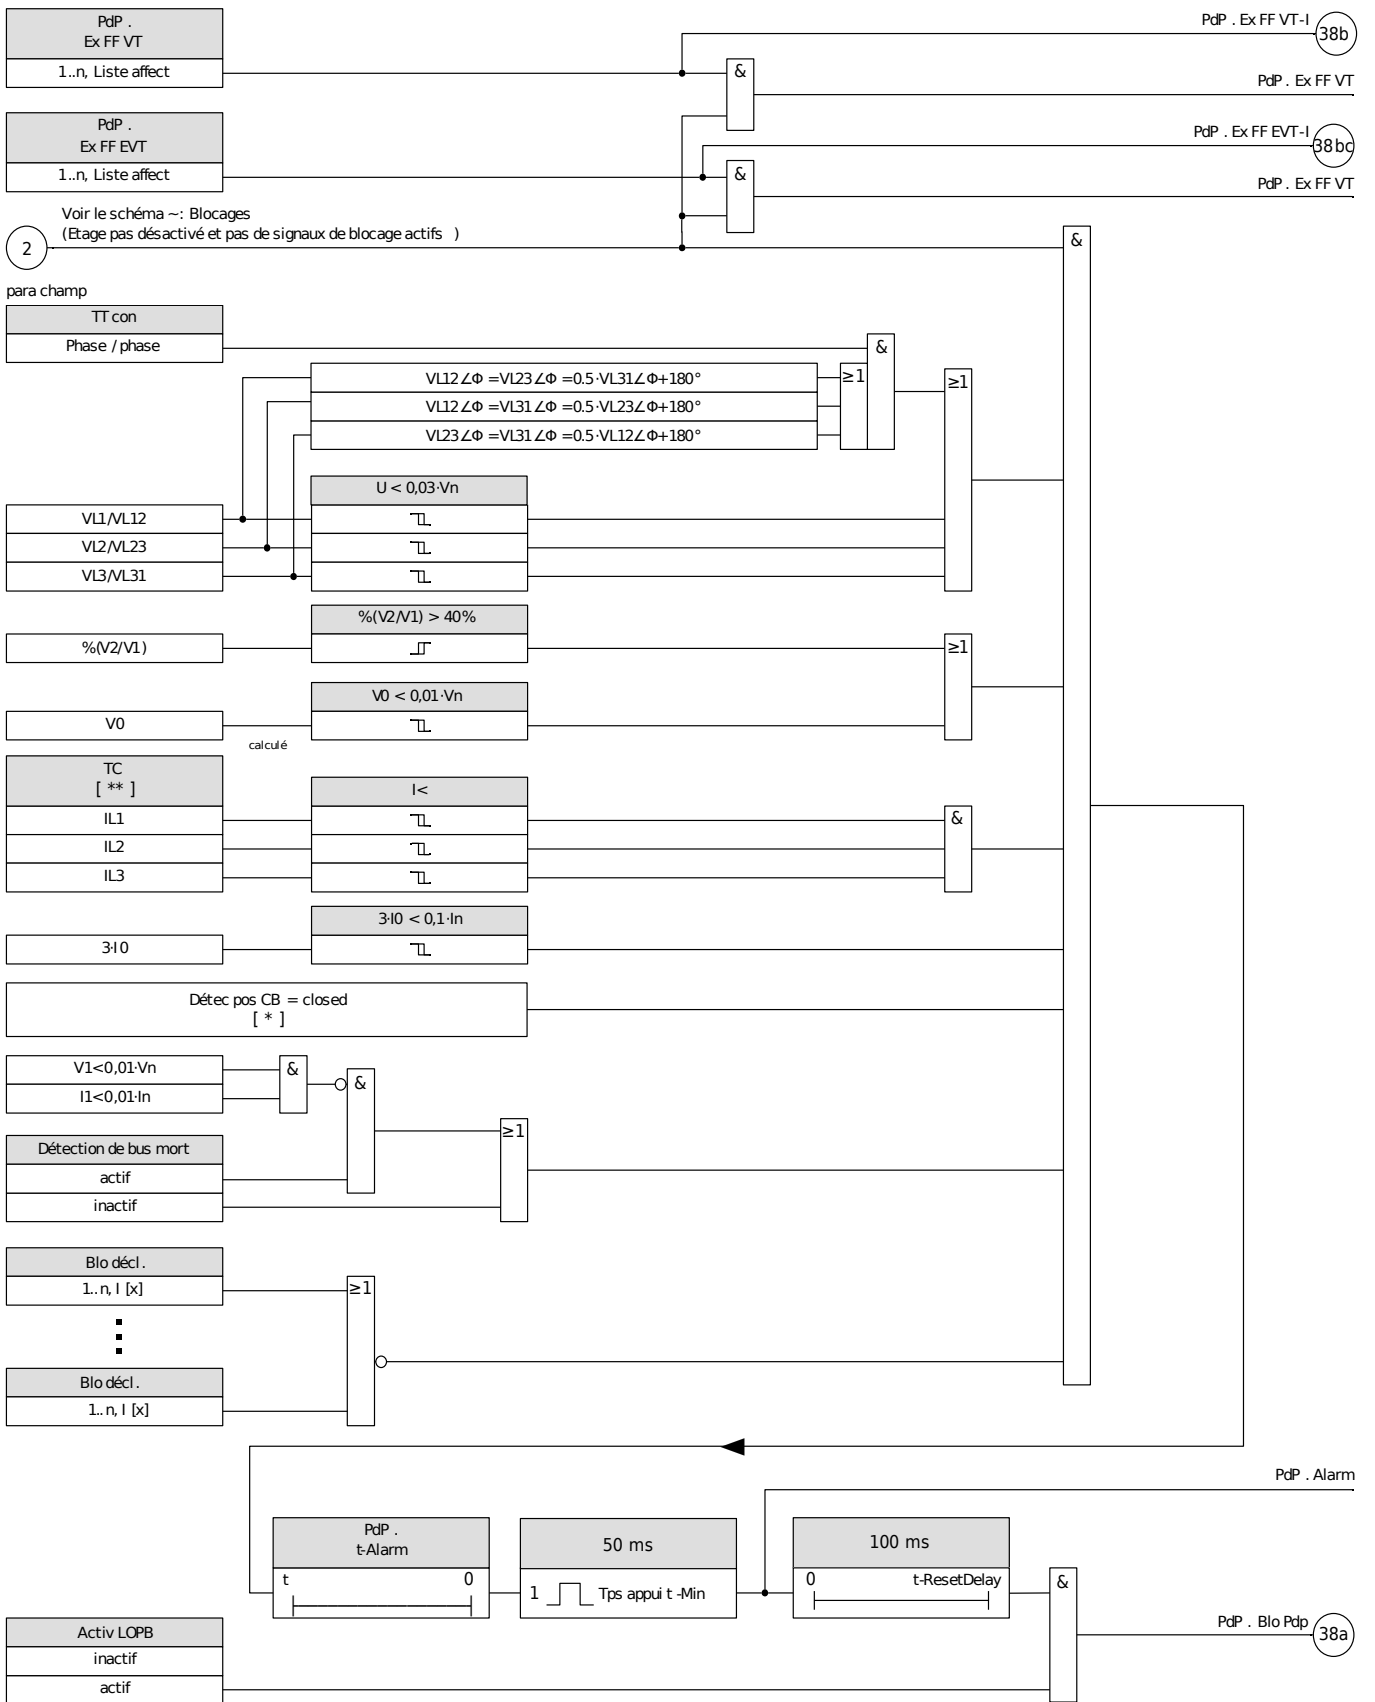 PdP .
Ex FF VT
1..n, Liste affect
PdP . Ex FF VT-I
38b
&
PdP . Ex FF VT
PdP .
Ex FF EVT
1..n, Liste affect
PdP . Ex FF EVT-I
38bc
&
PdP . Ex FF VT
Voir le schéma ~: Blocages
(Etage pas désactivé et pas de signaux de blocage actifs )
2
&
para champ
TT con
Phase / phase
&
VL12∠Φ =VL23∠Φ =0.5·VL31∠Φ+180°
≥1
≥1
VL12∠Φ =VL31∠Φ =0.5·VL23∠Φ+180°
VL23∠Φ =VL31∠Φ =0.5·VL12∠Φ+180°
U < 0,03·Vn
VL1/VL12
VL2/VL23
VL3/VL31
%(V2/V1) > 40%
%(V2/V1)
≥1
V0 < 0,01·Vn
V0
calculé
TC
[ ** ]
I<
IL1
&
IL2
IL3
3·I0 < 0,1·In
3·I0
Détec pos CB = closed
[ * ]
V1<0,01·Vn
&
&
I1<0,01·In
≥1
Détection de bus mort
actif
inactif
Blo décl .
1..n, I [x]
≥1
Blo décl .
1..n, I [x]
PdP . Alarm
PdP .
t-Alarm
50 ms
100 ms
t 0
1 Tps appui t -Min
0 t-ResetDelay
&
PdP . Blo Pdp
38a
Activ LOPB
inactif
actif